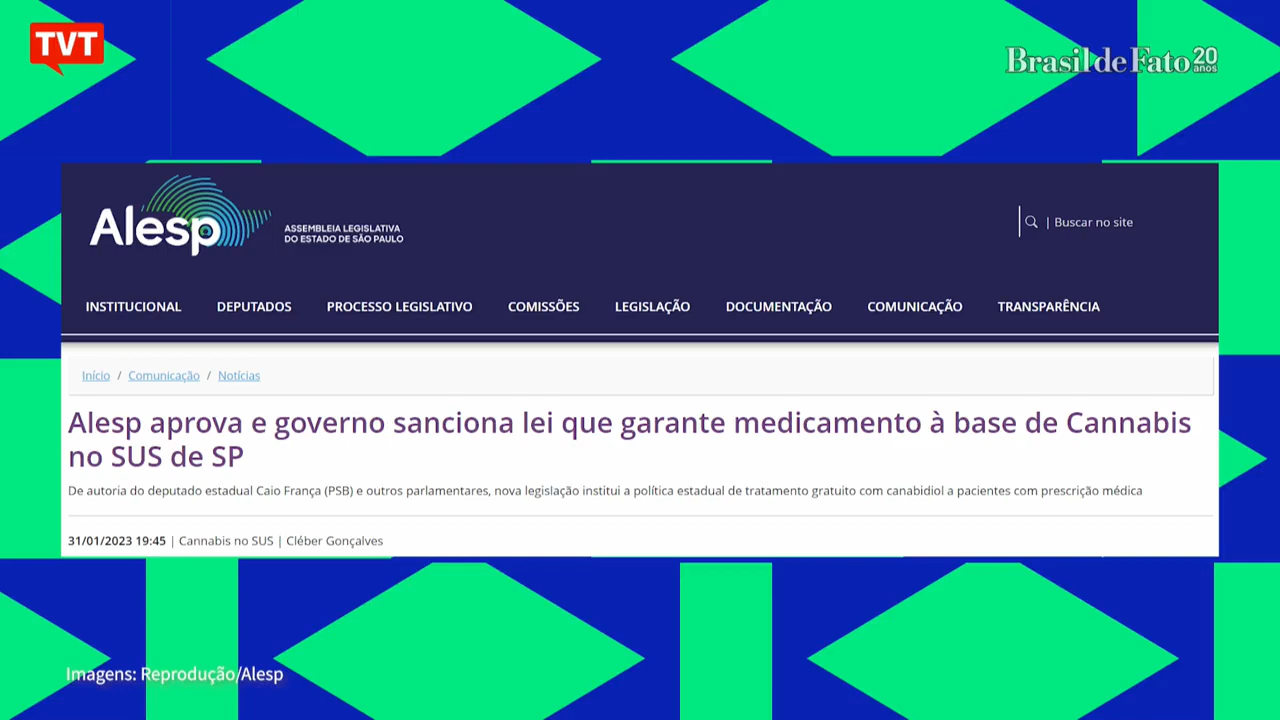 TVT
Brasil de Fato 20 anos
Alesp
ASSEMBLEIA LEGISLATIVA
DO ESTADO DE SÃO PAULO
| Buscar no site
INSTITUCIONAL DEPUTADOS PROCESSO LEGISLATIVO COMISSÕES LEGISLAÇÃO DOCUMENTAÇÃO COMUNICAÇÃO TRANSPARÊNCIA
Início / Comunicação / Notícias
Alesp aprova e governo sanciona lei que garante medicamento à base de Cannabis
no SUS de SP
De autoria do deputado estadual Caio França (PSB) e outros parlamentares, nova legislação institui a política estadual de tratamento gratuito com canabidiol a pacientes com prescrição médica
31/01/2023 19:45 | Cannabis no SUS | Cléber Gonçalves
Imagens: Reprodução/Alesp